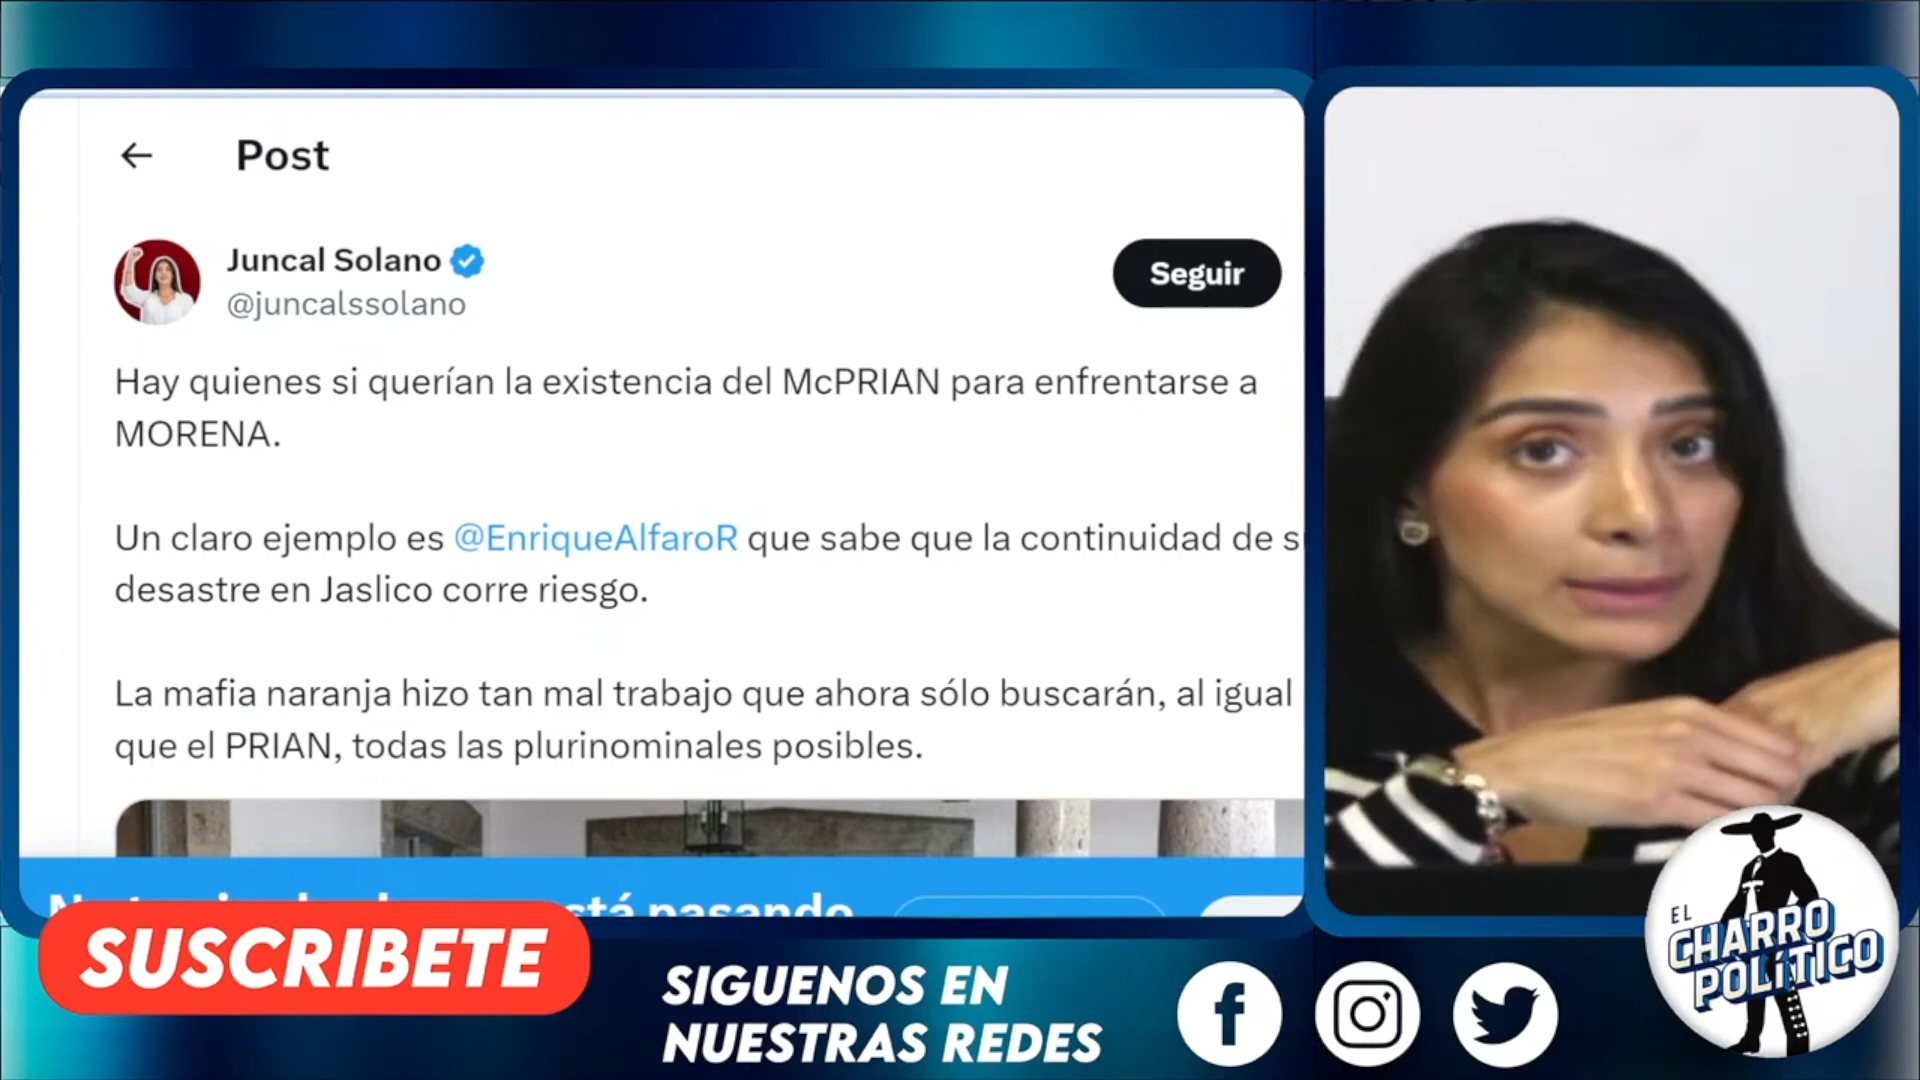 Post
Juncal Solano
@juncalssolano
Seguir
Hay quienes si querían la existencia del McPRIAN para enfrentarse a
MORENA.
Un claro ejemplo es @EnriqueAlfaroR que sabe que la continuidad de s
desastre en Jaslico corre riesgo.
La mafia naranja hizo tan mal trabajo que ahora sólo buscarán, al igual
que el PRIAN, todas las plurinominales posibles.
está pasando
SUSCRIBETE
SIGUENOS EN
NUESTRAS REDES
EL
CHARRO
POLÍTICO